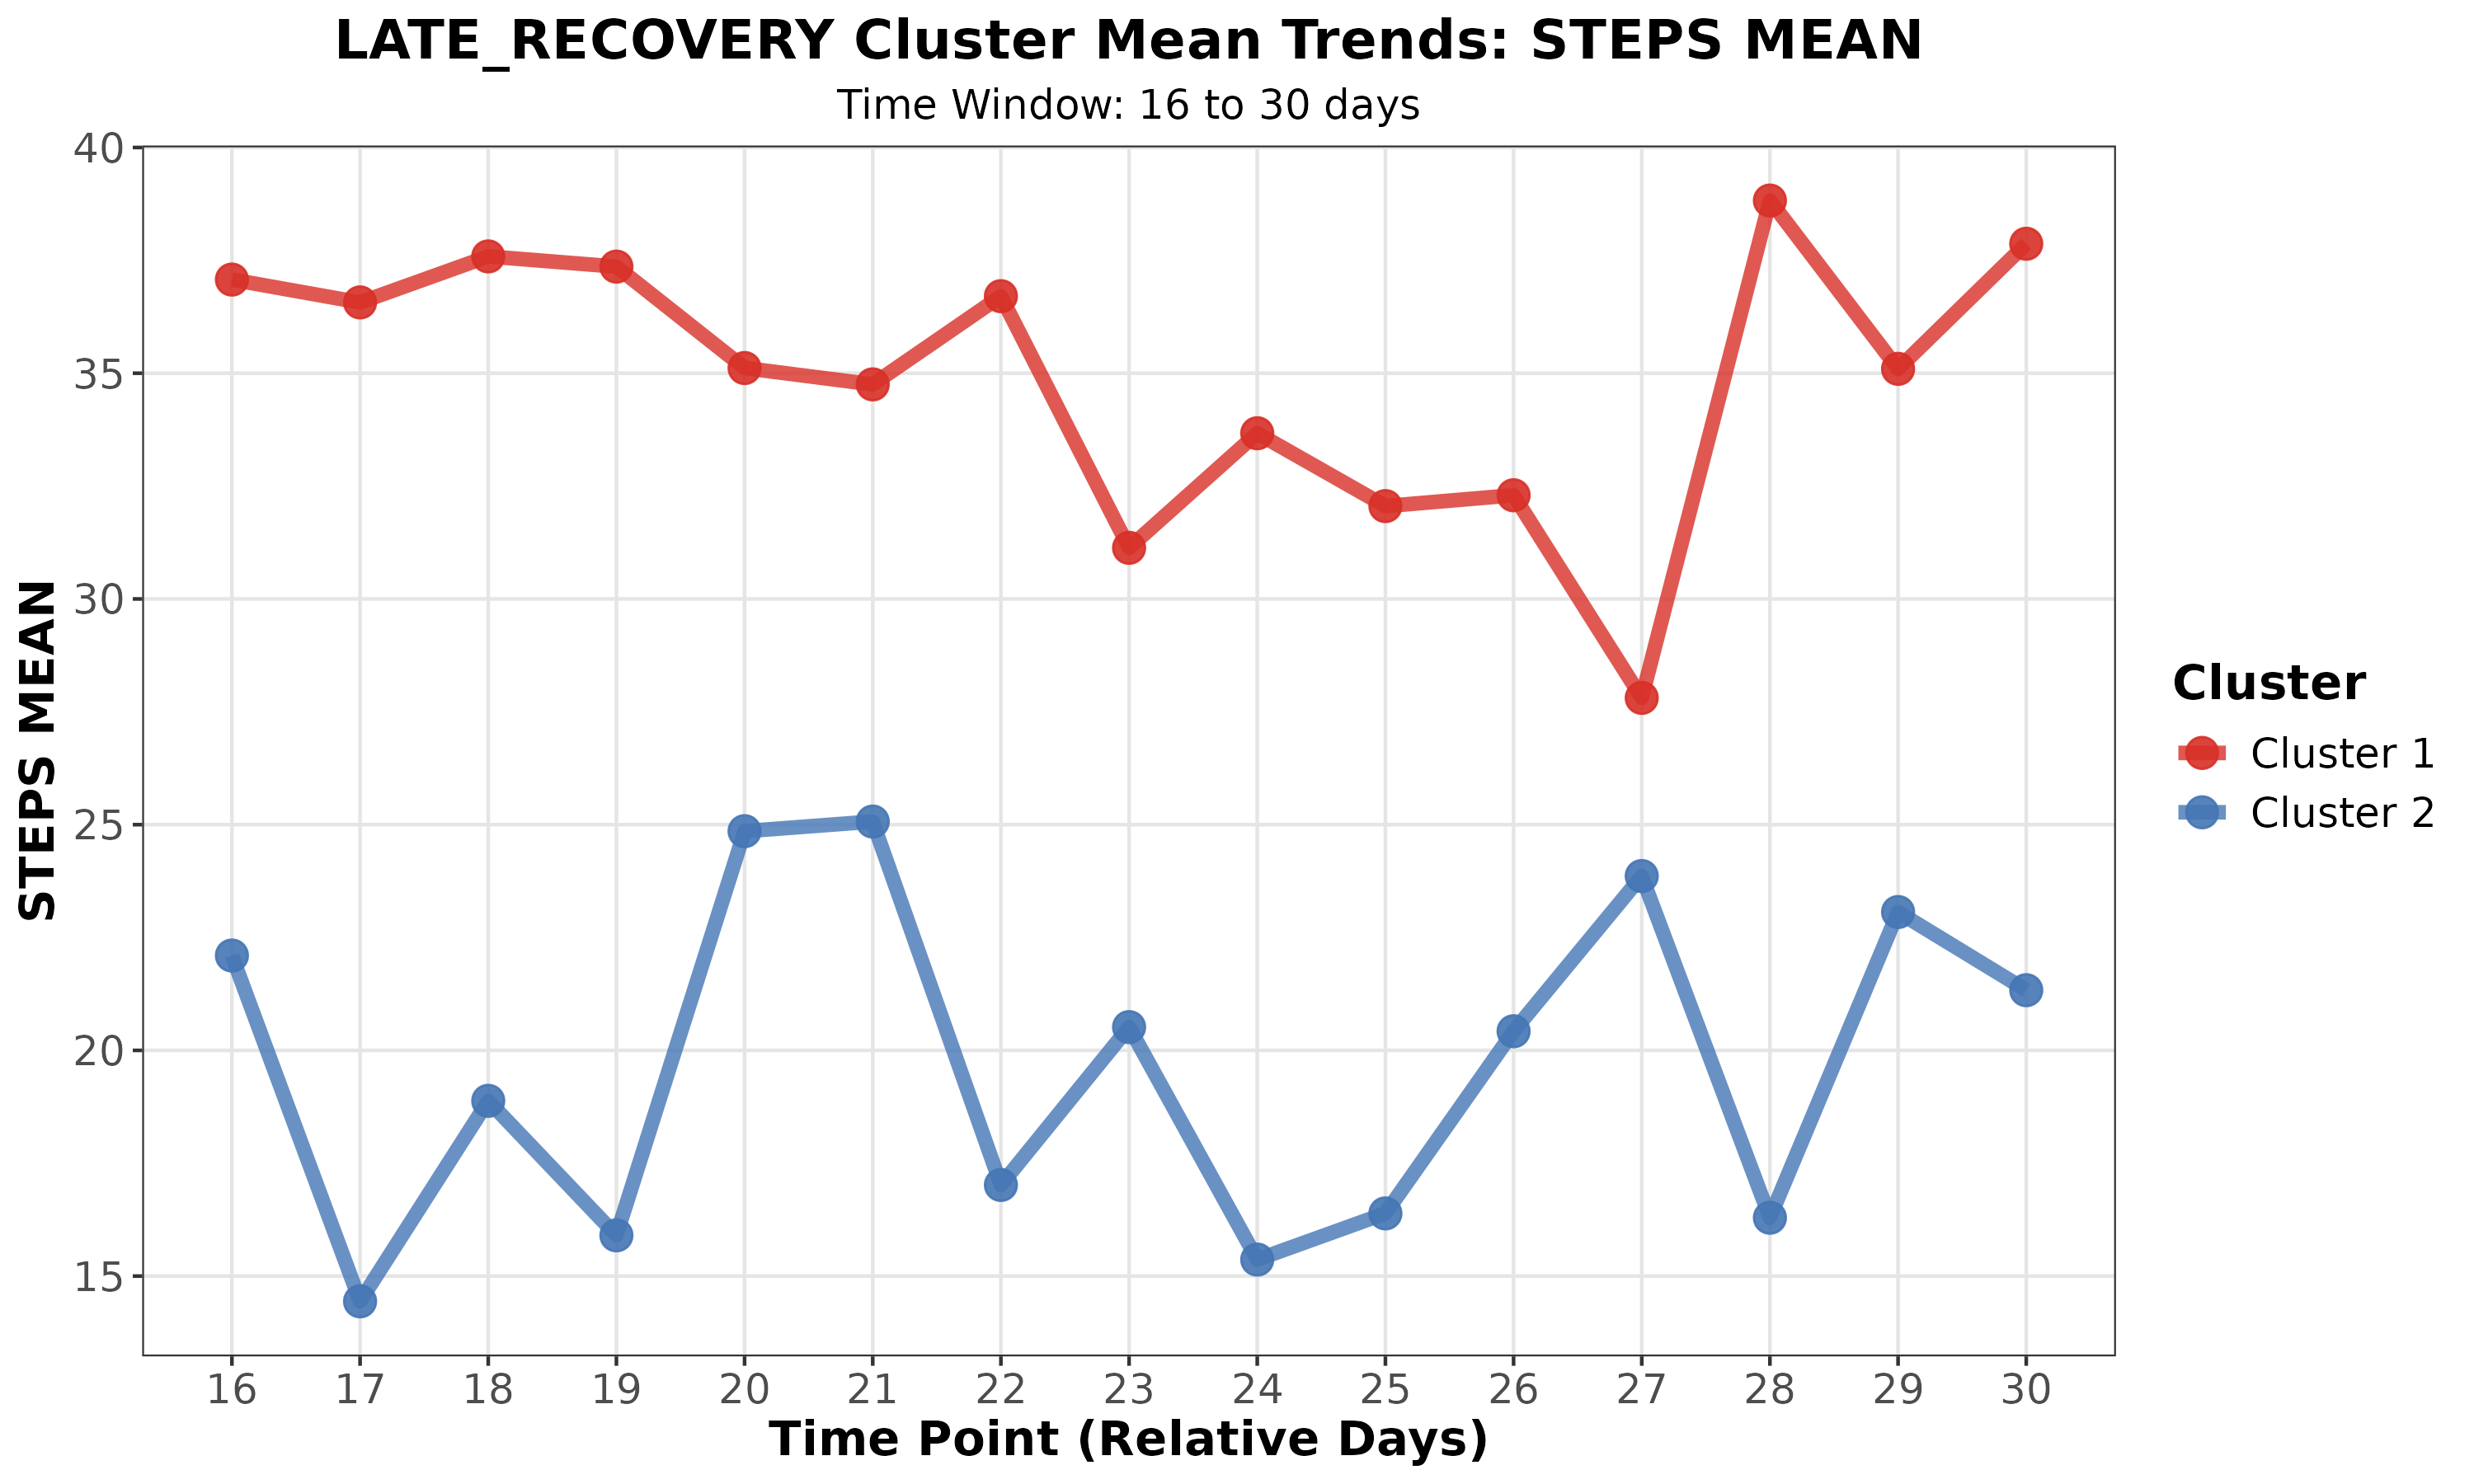 LATE_RECOVERY Cluster Mean Trends: STEPS MEAN
Time Window: 16 to 30 days
40
35
30
25
20
15
STEPS MEAN
16 17 18 19 20 21 22 23 24 25 26 27 28 29 30
Time Point (Relative Days)
Cluster
Cluster 1
Cluster 2